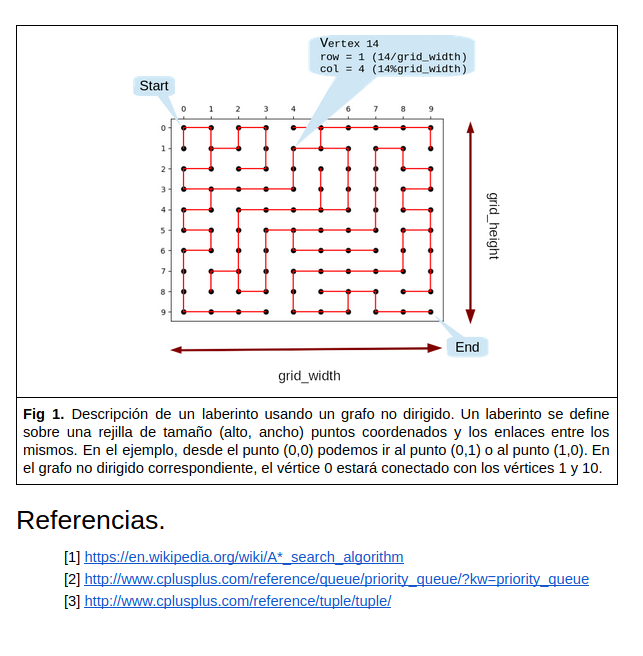 Vertex 14
row = 1 (14/grid_width)
col = 4 (14%grid_width)
Start
0 1 2 3 4 6 7 8 9
0
1
2
3
4
5
6
7
8
9
grid_height
End
grid_width
Fig 1. Descripción de un laberinto usando un grafo no dirigido. Un laberinto se define
sobre una rejilla de tamaño (alto, ancho) puntos coordenados y los enlaces entre los
mismos. En el ejemplo, desde el punto (0,0) podemos ir al punto (0,1) o al punto (1,0). En
el grafo no dirigido correspondiente, el vértice 0 estará conectado con los vértices 1 y 10.
Referencias.
[1] https://en.wikipedia.org/wiki/A*_search_algorithm
[2] http://www.cplusplus.com/reference/queue/priority_queue/?kw=priority_queue
[3] http://www.cplusplus.com/reference/tuple/tuple/